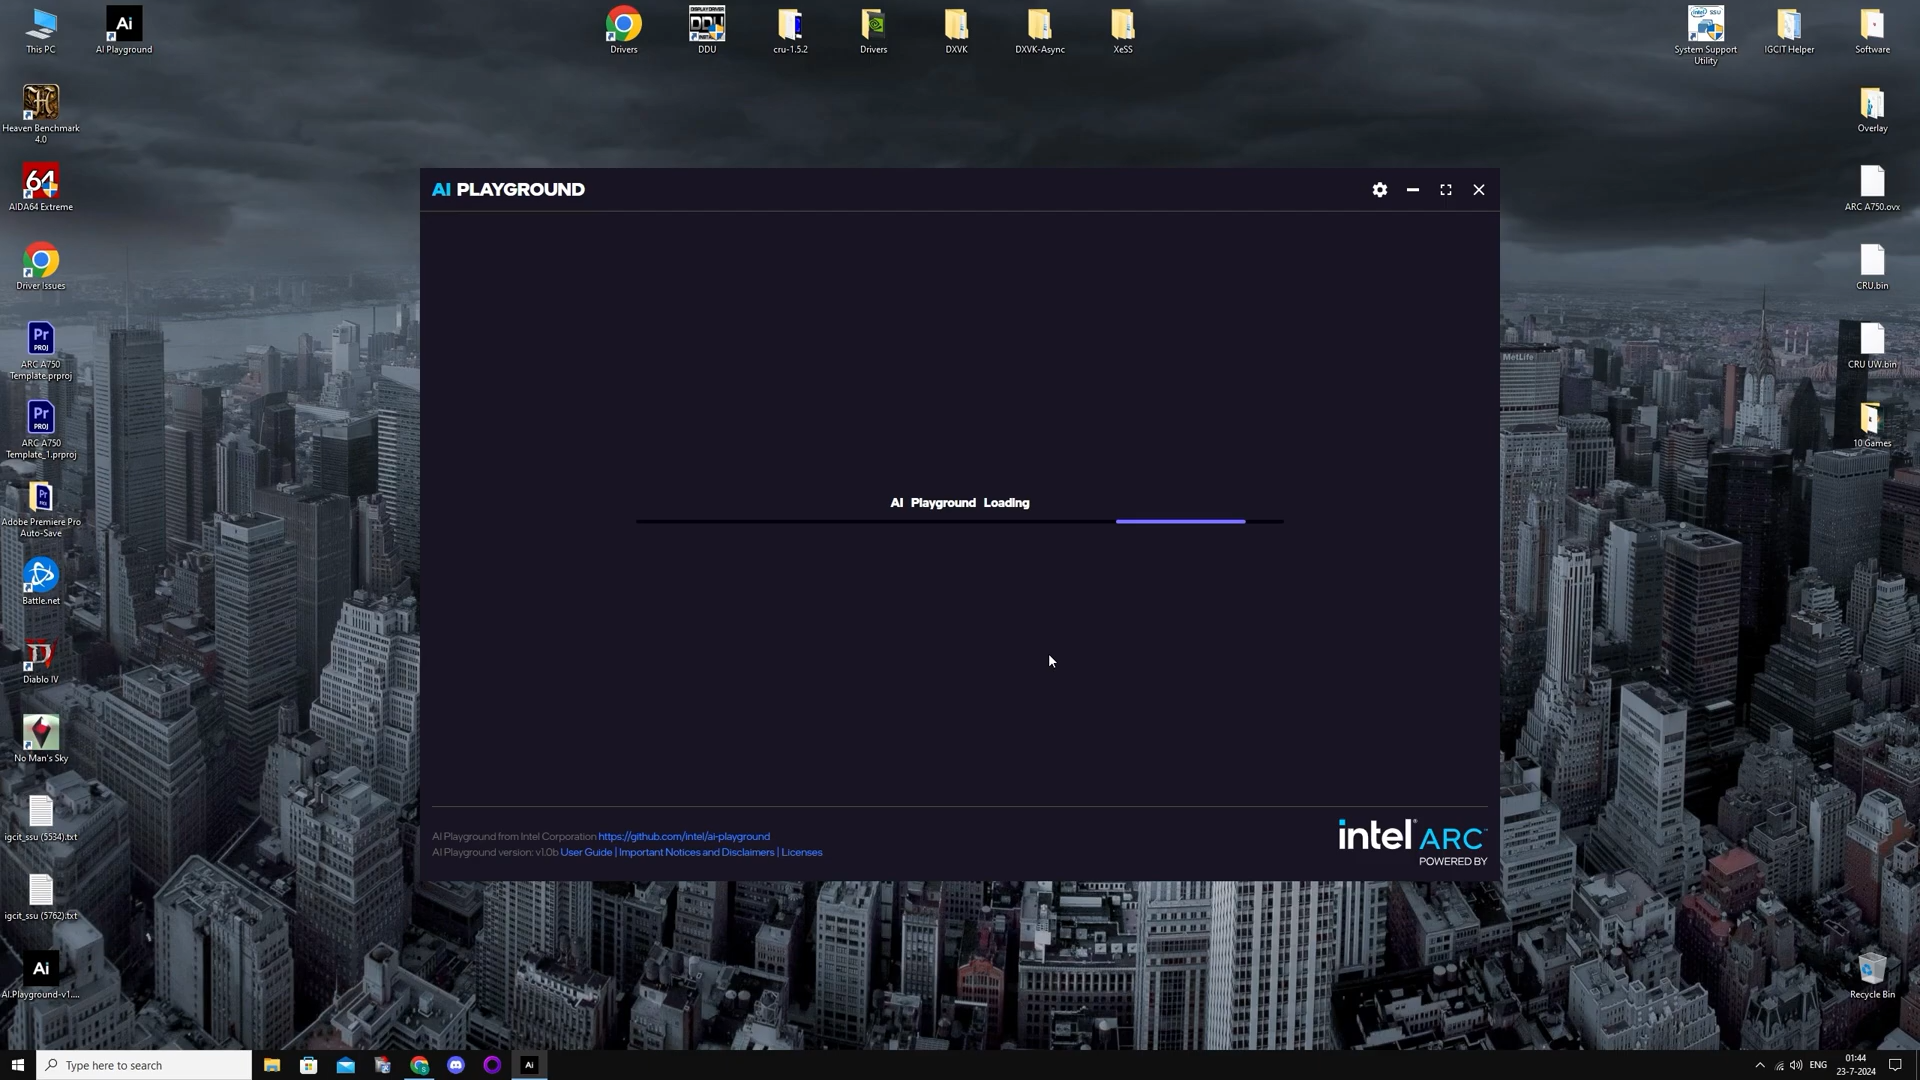 This PC
AI Playground
Drivers
DDU
cru-1.5.2
Drivers
DXVK
DXVK-Async
XeSS
System Support
Utility
IGCIT Helper
Software
Heaven Benchmark
4.0
Overlay
AIDA64 Extreme
ARC A750.ovx
Driver Issues
CRU.bin
ARC A750
Template.prproj
CRU UW.bin
ARC A750
Template_1.prproj
10 Games
Adobe Premiere Pro
Auto-Save
Battle.net
Diablo IV
No Man's Sky
igcit_ssu (5534).txt
igcit_ssu (5762).txt
AI.Playground-v1....
Recycle Bin
AI PLAYGROUND
AI Playground Loading
AI Playground from Intel Corporation https://github.com/intel/ai-playground
AI Playground version: v1.0b User Guide | Important Notices and Disclaimers | Licenses
intel ARC™
POWERED BY
MetLife
Type here to search
Ai
ENG
01:44
23-7-2024